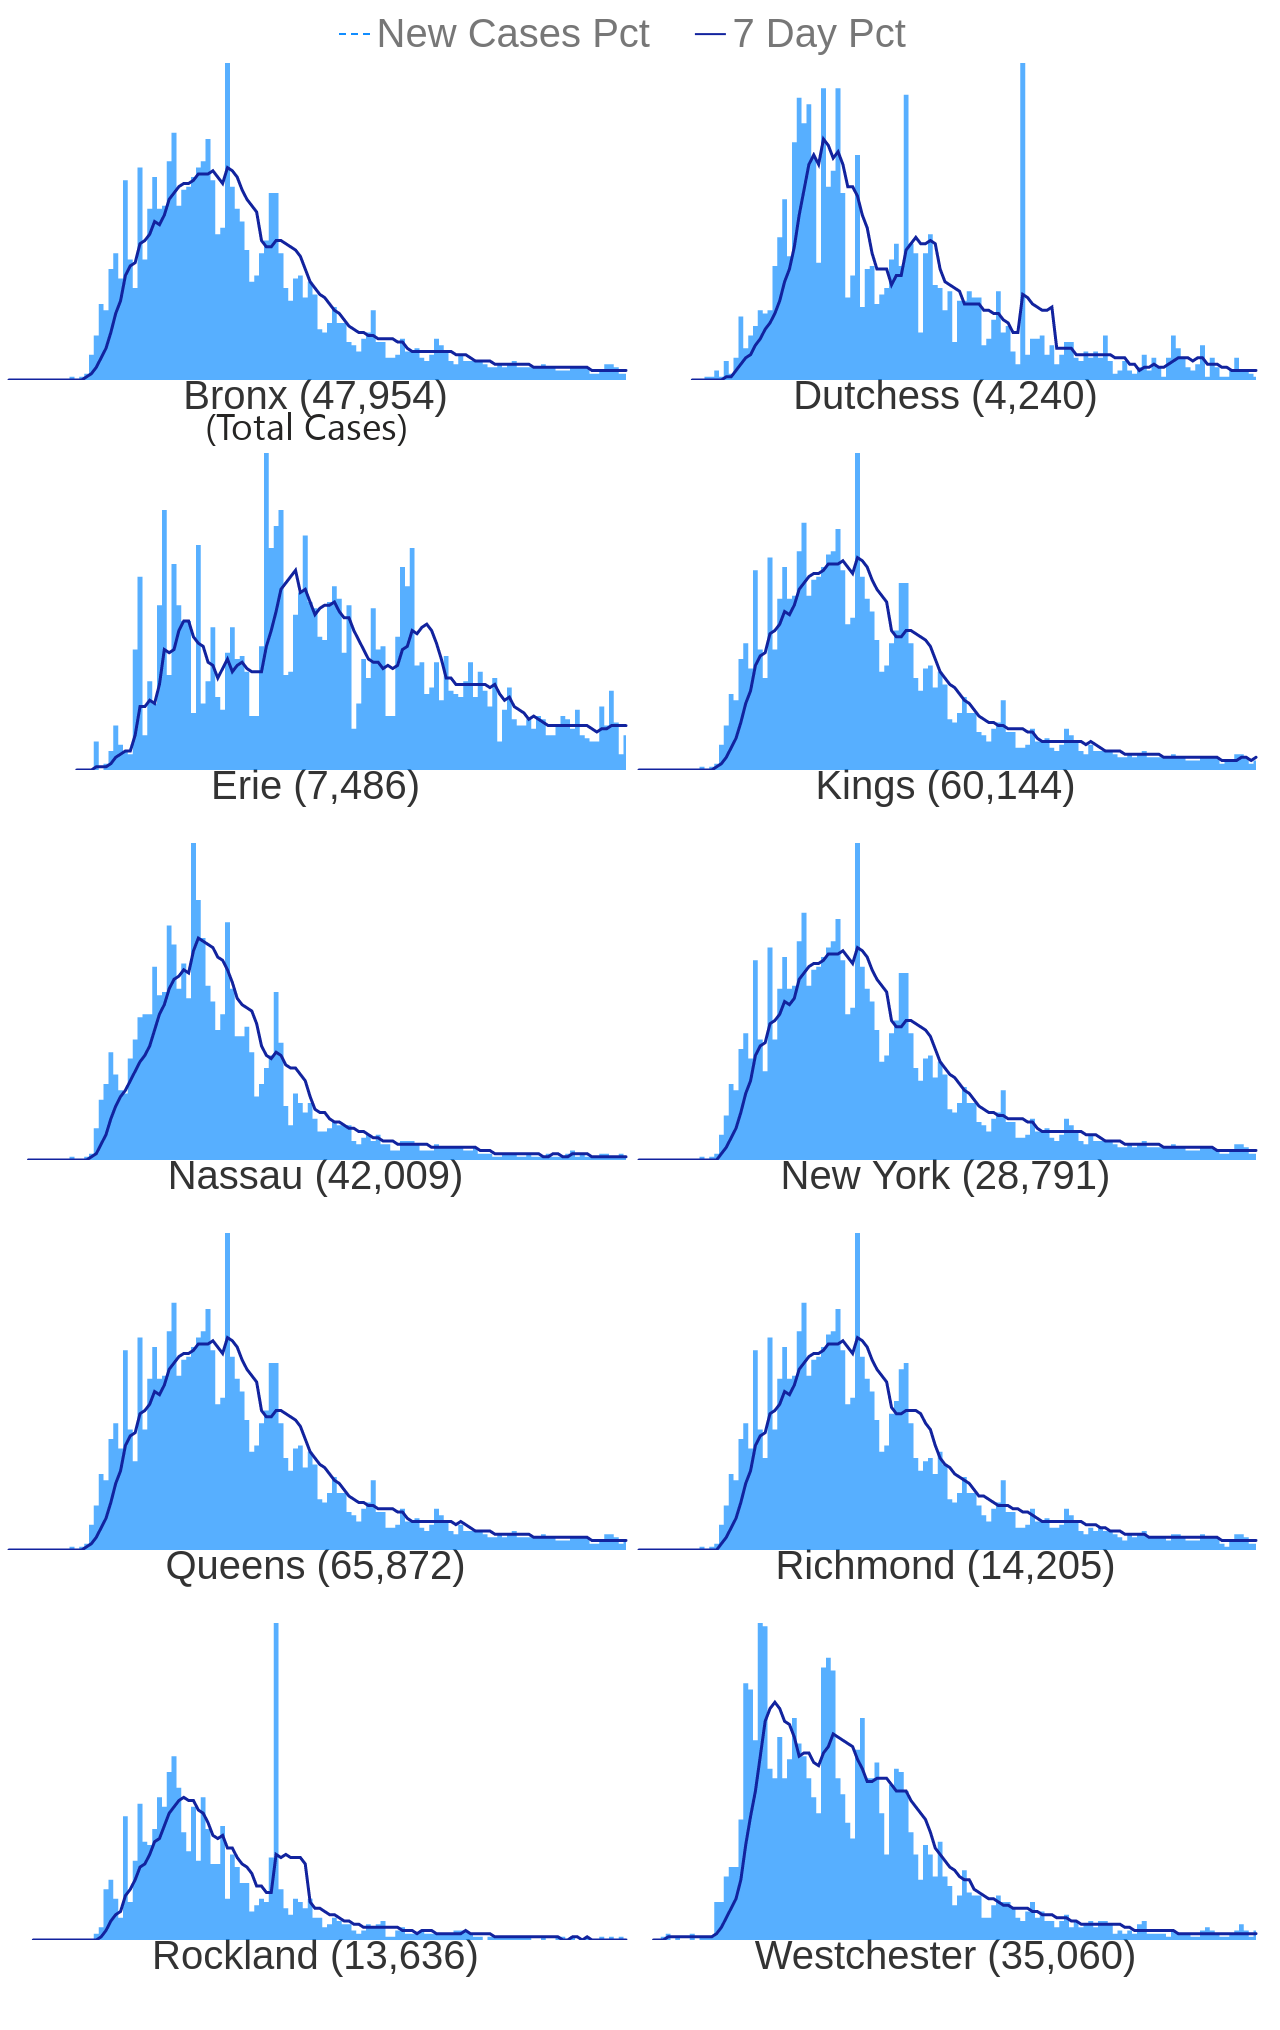 New Cases Pct 7 Day Pct
Bronx (47,954) Dutchess (4,240)
(Total Cases)
Erie (7,486) Kings (60,144)
Nassau (42,009) New York (28,791)
Queens (65,872) Richmond (14,205)
Rockland (13,636) Westchester (35,060)